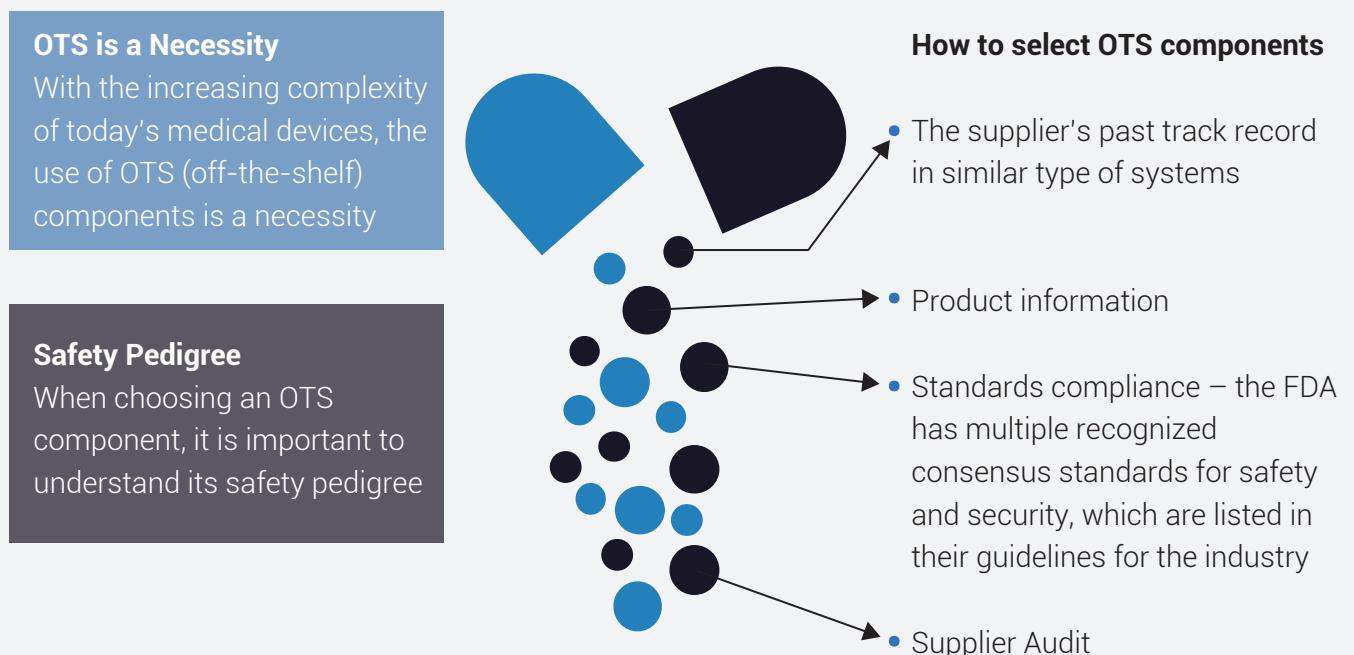 OTS is a Necessity
With the increasing complexity
of today's medical devices, the
use of OTS (off-the-shelf)
components is a necessity
Safety Pedigree
When choosing an OTS
component, it is important to
understand its safety pedigree
How to select OTS components
• The supplier's past track record
in similar type of systems
• Product information
• Standards compliance – the FDA
has multiple recognized
consensus standards for safety
and security, which are listed in
their guidelines for the industry
• Supplier Audit